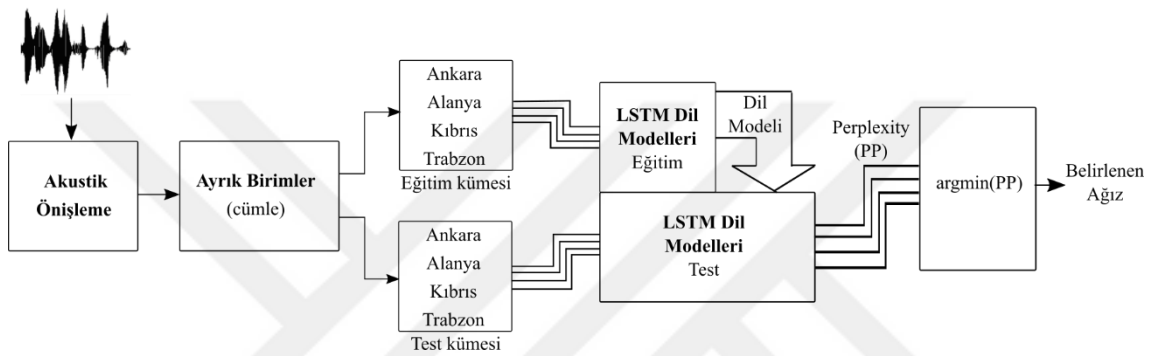 Akustik
Önişleme
Ayrık Birimler
(cümle)
Ankara
Alanya
Kıbrıs
Trabzon
Eğitim kümesi
Ankara
Alanya
Kıbrıs
Trabzon
Test kümesi
LSTM Dil
Modelleri
Eğitim
Dil
Modeli
LSTM Dil
Modelleri
Test
Perplexity
(PP)
argmin(PP)
Belirlenen
Ağız